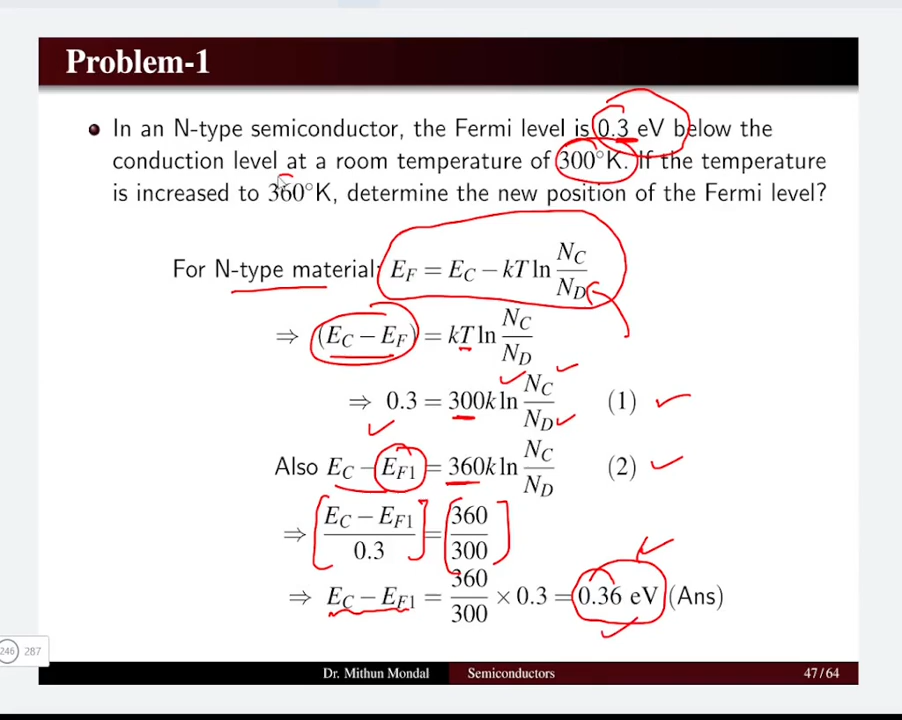 Problem-1
In an N-type semiconductor, the Fermi level is 0.3 eV below the
conduction level at a room temperature of 300°K. If the temperature
is increased to 360°K, determine the new position of the Fermi level?
For N-type material: E_F = E_C − kT ln N_C/N_D
⇒ (E_C − E_F) = kT ln N_C/N_D
⇒ 0.3 = 300k ln N_C/N_D (1)
Also E_C − E_F1 = 360k ln N_C/N_D (2)
⇒ [E_C − E_F1 / 0.3] = [360/300]
⇒ E_C − E_F1 = 360/300 × 0.3 = 0.36 eV (Ans)
246 287
Dr. Mithun Mondal Semiconductors 47/64